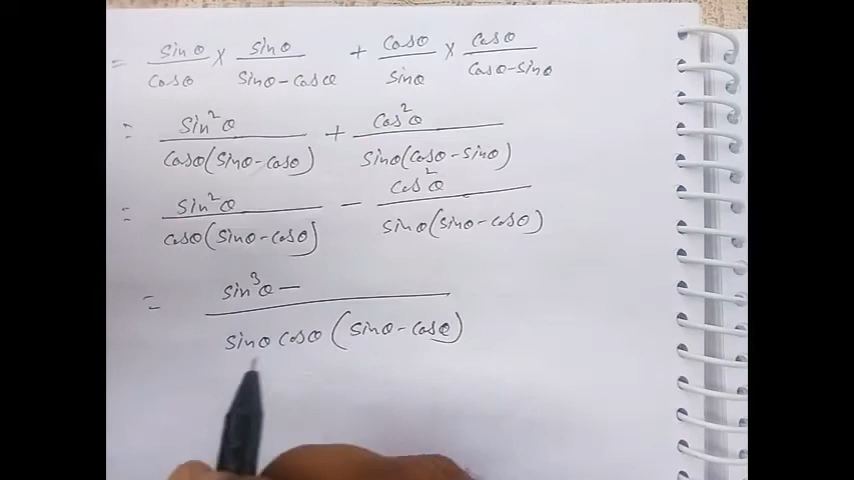 = sinθ/cosθ × sinθ/(sinθ-cosθ) + cosθ/sinθ × cosθ/(cosθ-sinθ)
= sin²θ/(cosθ(sinθ-cosθ)) + cos²θ/(sinθ(cosθ-sinθ))
= sin²θ/(cosθ(sinθ-cosθ)) - cos²θ/(sinθ(sinθ-cosθ))
= (sin³θ -)/(sinθ cosθ (sinθ-cosθ))